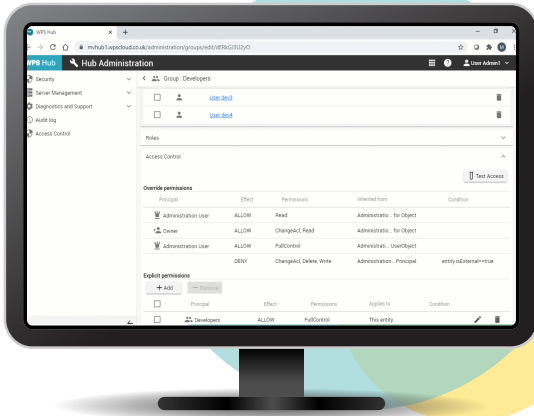 WPS Hub
mvhub1.wpscloud.co.uk/administration/groups/edit/
WPS Hub Hub Administration User Admin1
Security
Server Management
Diagnostics and Support
Audit log
Access Control
Group : Developers
User dev3
User dev4
Roles
Access Control
Test Access
Override permissions
Principal Effect Permissions Inherited from Condition
Administration User ALLOW Read Administratio... for Object
Owner ALLOW ChangeAcl, Read Administratio... for Object
Administration User ALLOW FullControl Administrati... UserObject
DENY ChangeAcl, Delete, Write Administration ...Principal entity.isExternal==true
Explicit permissions
+ Add — Remove
Principal Effect Permissions Applies to Condition
Developers ALLOW FullControl This entity